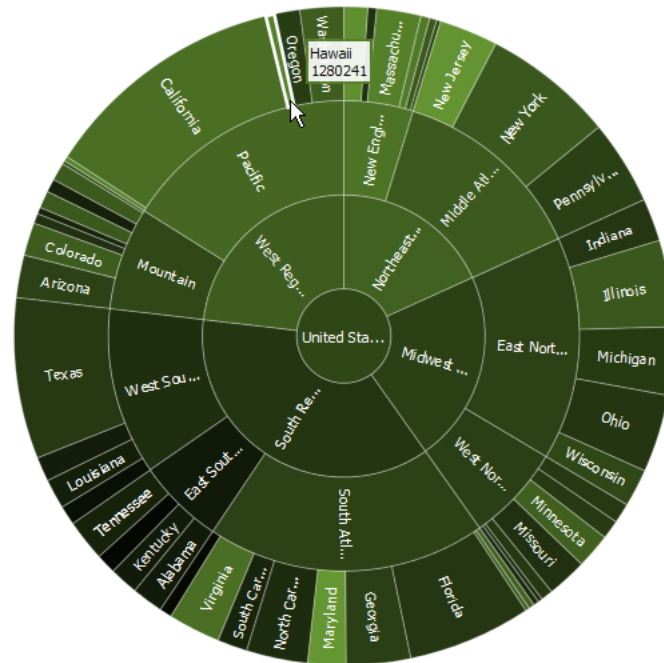 United Sta...
West Reg...
Northeast...
Midwest...
South Re...
Pacific
New Engl...
Middle Atl...
East Nort...
West Nor...
South Atl...
East Sout...
West Sou...
Mountain
California
Oregon
Hawaii
1280241
Massachu...
New Jersey
New York
Pennsylv...
Indiana
Illinois
Michigan
Ohio
Wisconsin
Minnesota
Missouri
Florida
Georgia
Maryland
North Car...
South Car...
Virginia
Alabama
Kentucky
Tennessee
Louisiana
Texas
Arizona
Colorado